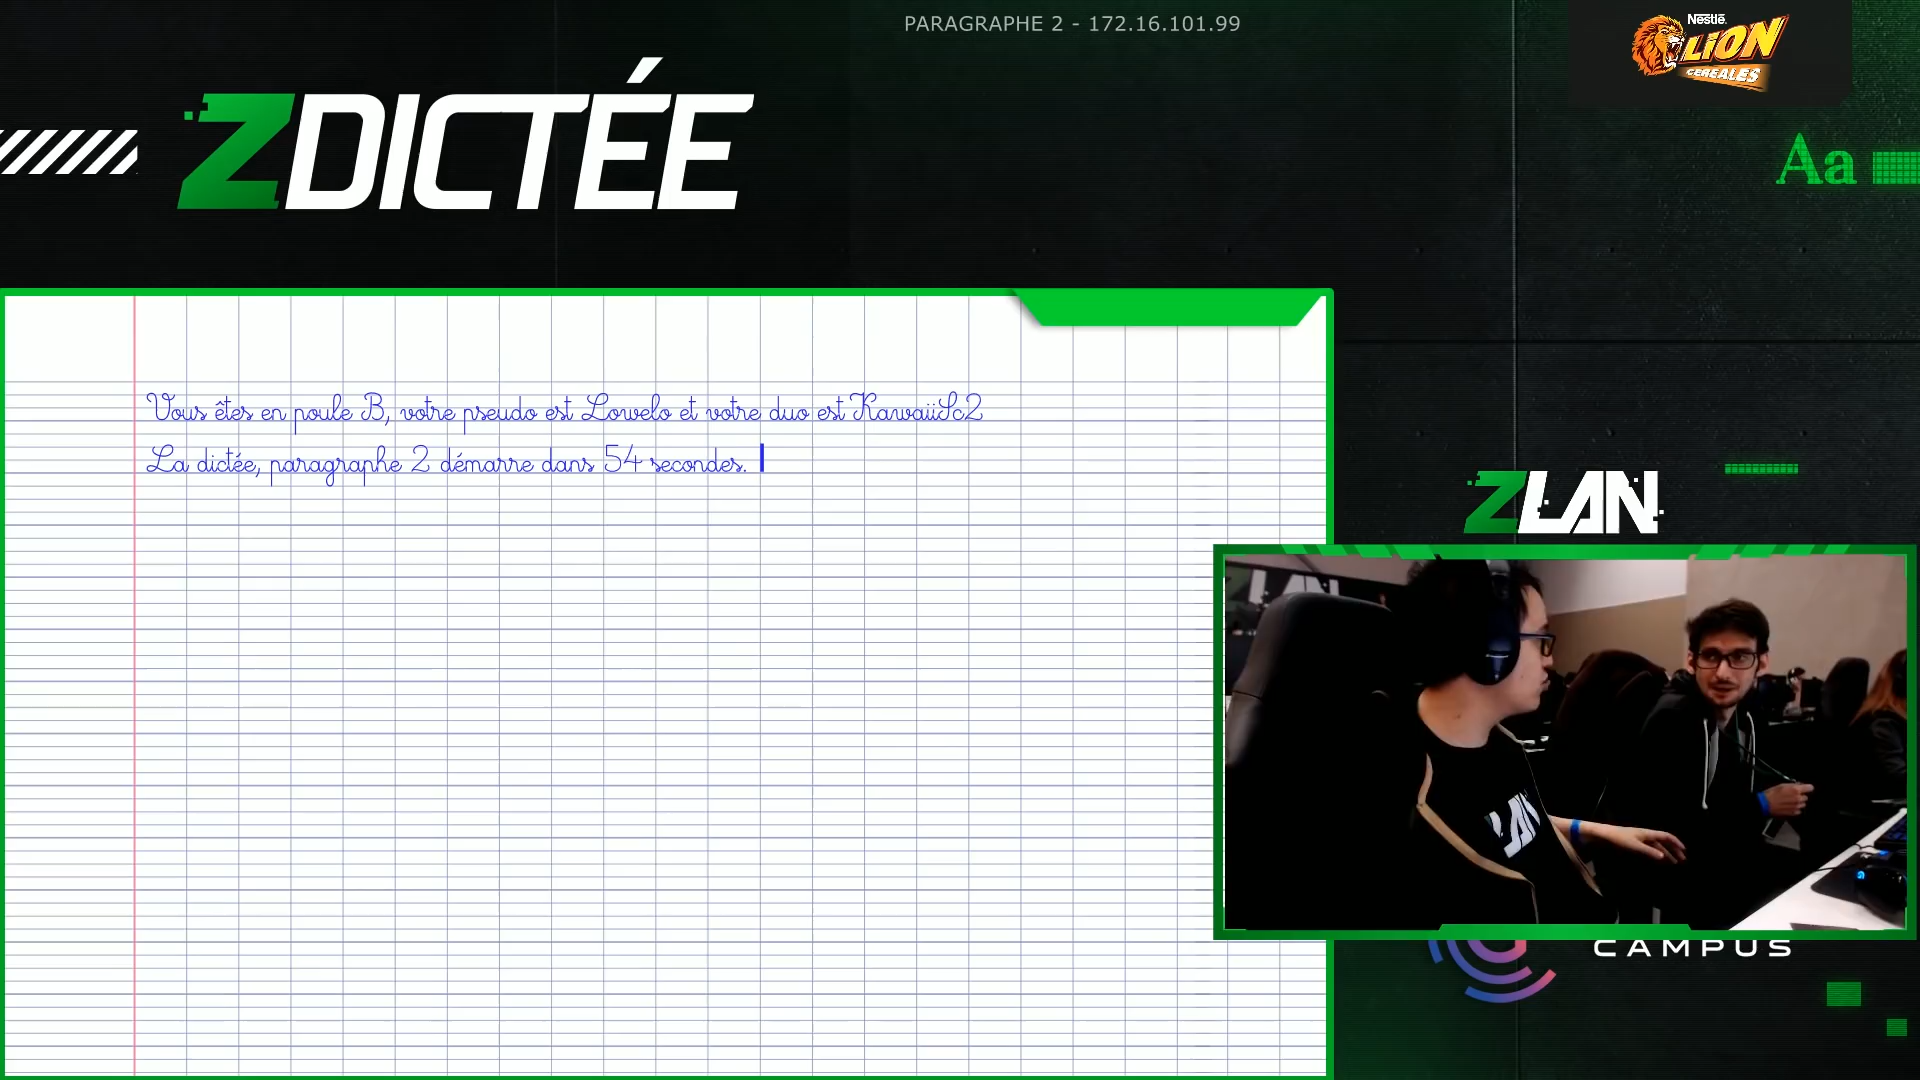 PARAGRAPHE 2 - 172.16.101.99
Nestlé
LION
CEREALES
ZDICTÉE
Aa
Vous êtes en poule B, votre pseudo est Lowelo et votre duo est KawaiiSc2
La dictée, paragraphe 2 démarre dans 54 secondes.
ZLAN
CAMPUS